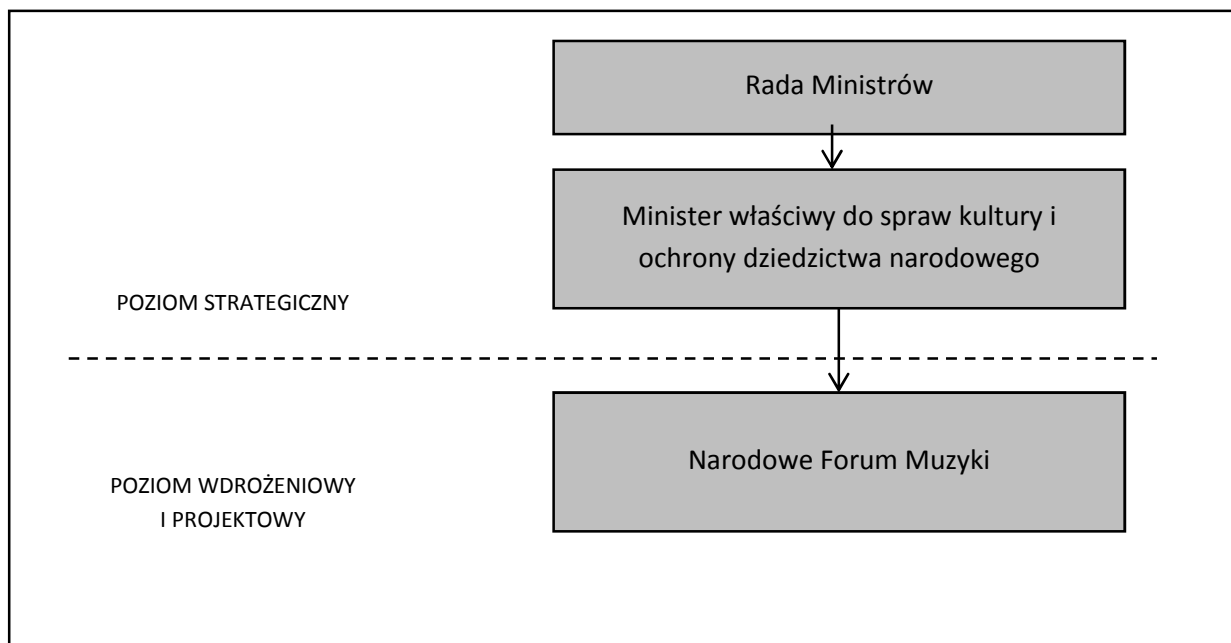 Rada Ministrów
Minister właściwy do spraw kultury i
ochrony dziedzictwa narodowego
POZIOM STRATEGICZNY
Narodowe Forum Muzyki
POZIOM WDROŻENIOWY
I PROJEKTOWY